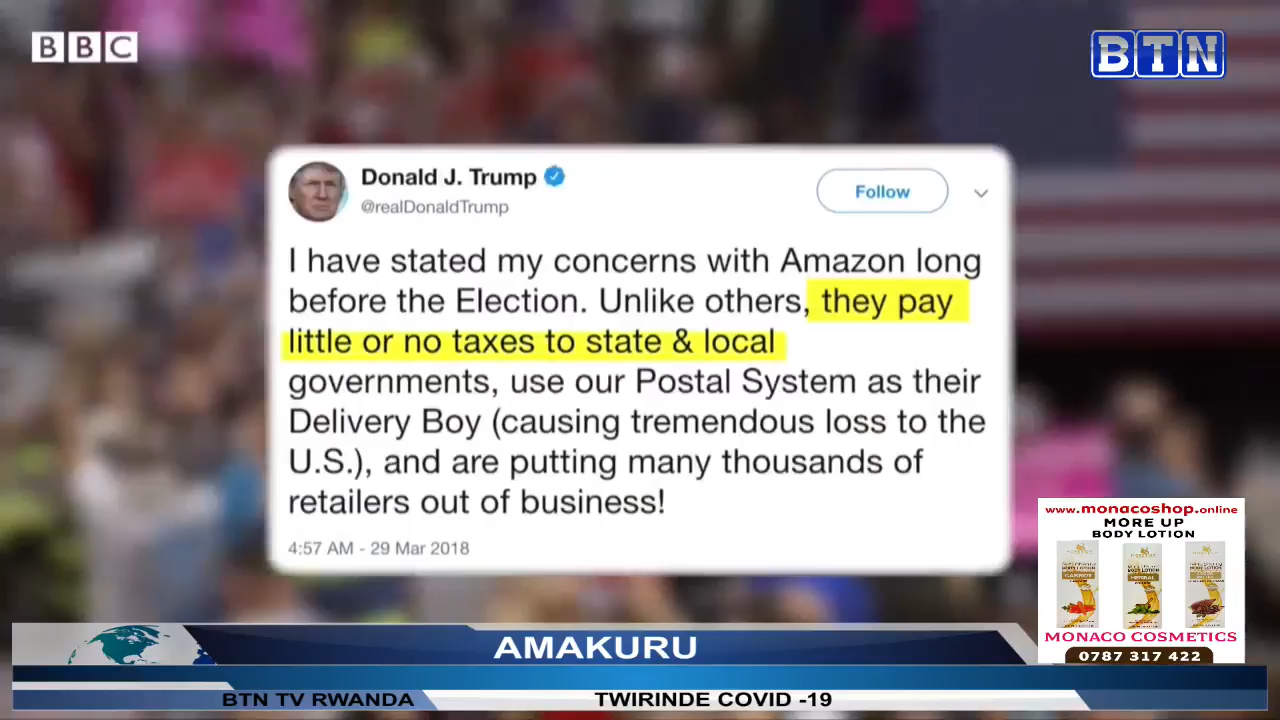 BBC
BTN
Donald J. Trump
Follow
@realDonaldTrump
I have stated my concerns with Amazon long
before the Election. Unlike others, they pay
little or no taxes to state & local
governments, use our Postal System as their
Delivery Boy (causing tremendous loss to the
U.S.), and are putting many thousands of
retailers out of business!
4:57 AM - 29 Mar 2018
www.monacoshop.online
MORE UP
BODY LOTION
CARROT
HERBAL
MONACO COSMETICS
0787 317 422
AMAKURU
BTN TV RWANDA
TWIRINDE COVID -19